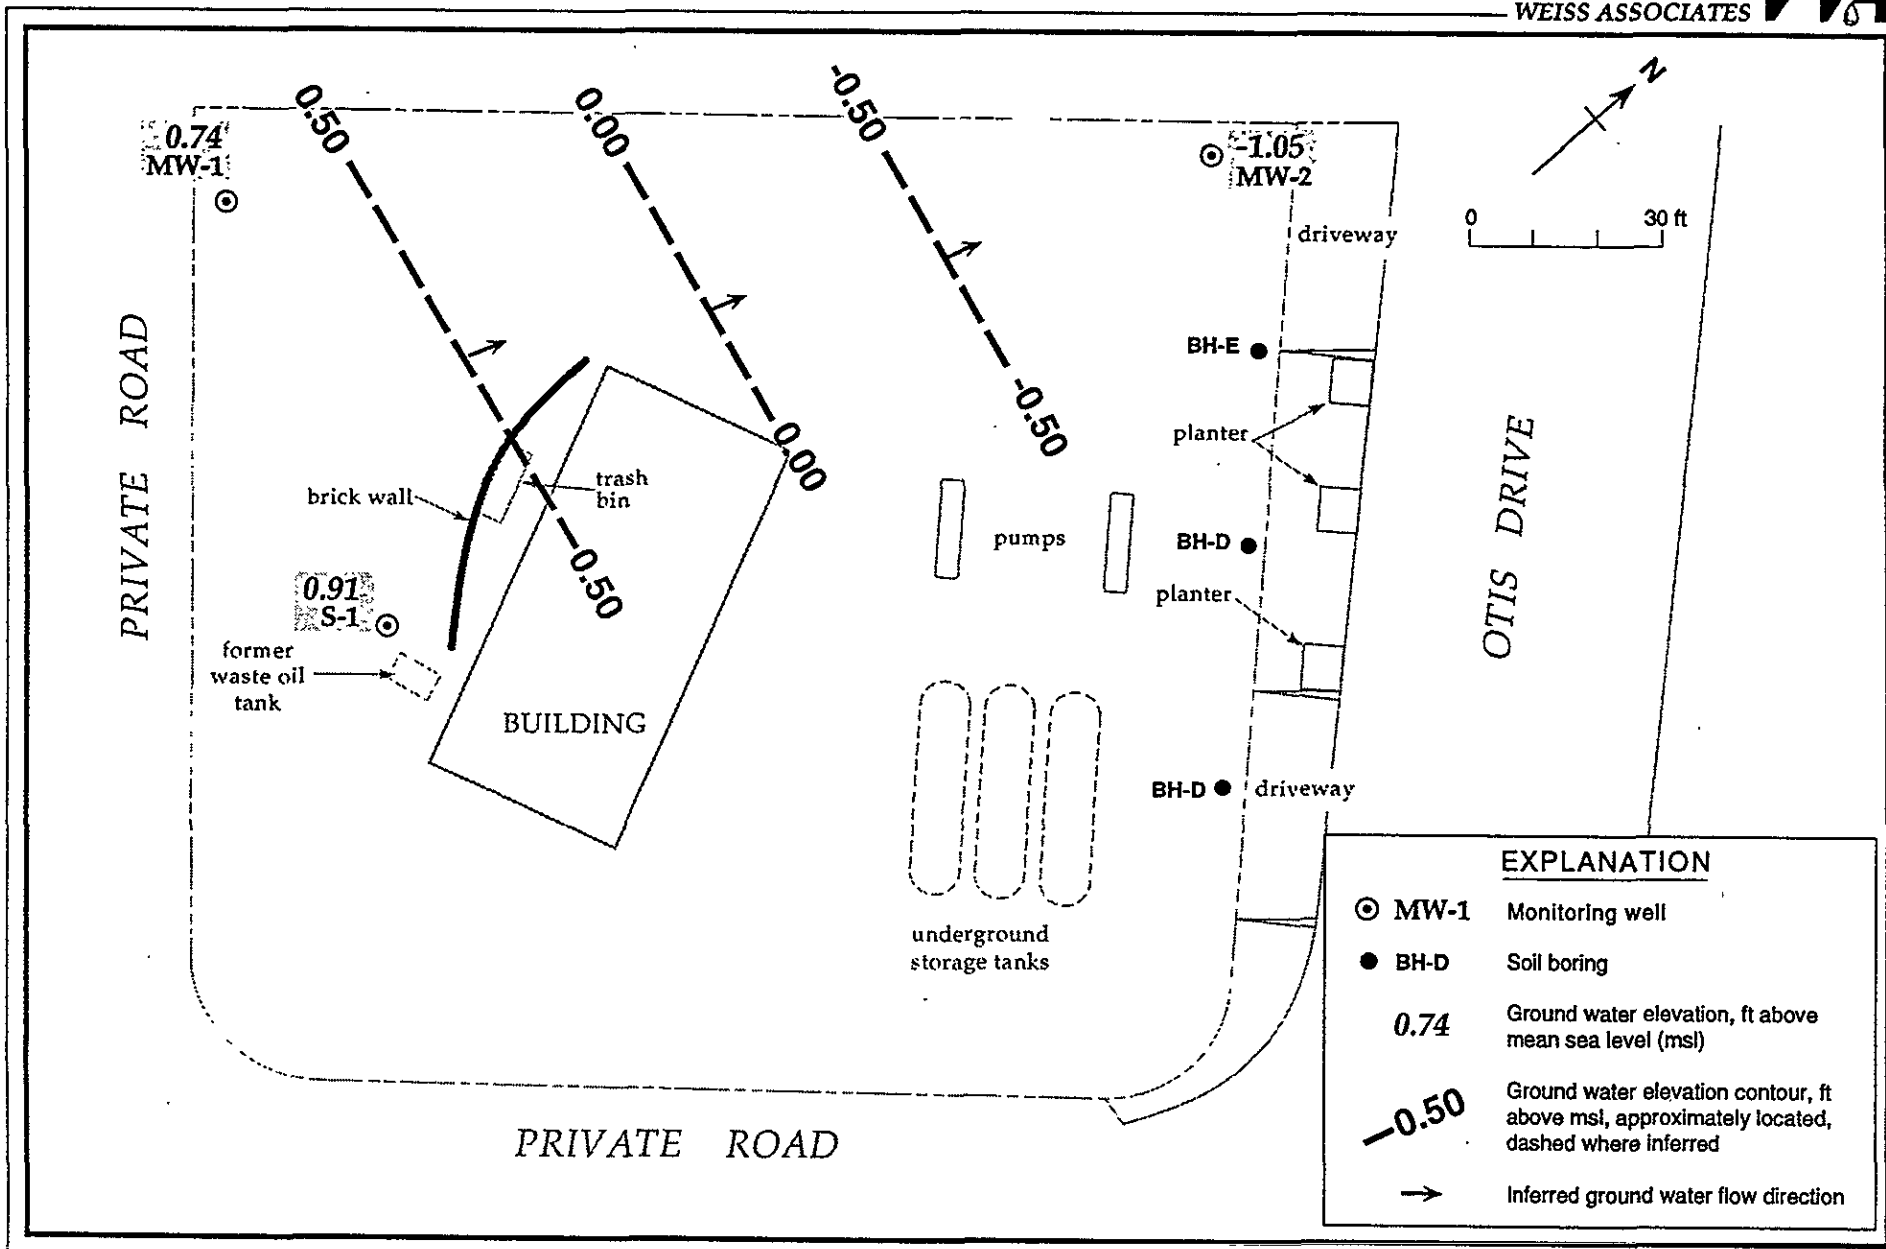 WEISS ASSOCIATES
N
0.50
0.00
-0.50
0.74
MW-1
-1.05
MW-2
0 30 ft
driveway
PRIVATE ROAD
BH-E
-0.50
planter
0.00
OTIS DRIVE
trash
bin
brick wall
pumps
BH-D
0.50
0.91
S-1
planter
former
waste oil
tank
BUILDING
BH-D
driveway
underground
storage tanks
PRIVATE ROAD
EXPLANATION
MW-1 Monitoring well
BH-D Soil boring
0.74 Ground water elevation, ft above
mean sea level (msl)
0.50 Ground water elevation contour, ft
above msl, approximately located,
dashed where inferred
Inferred ground water flow direction